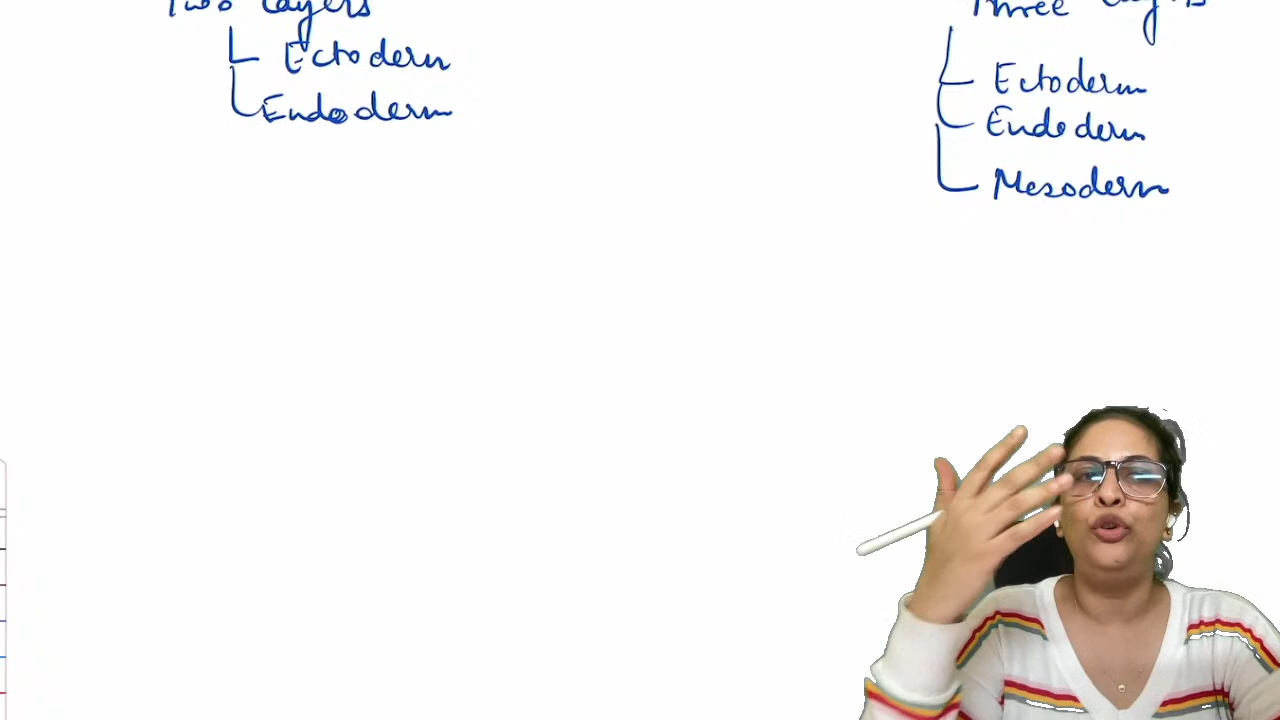 Two layers
Ectoderm
Endoderm
Three layers
Ectoderm
Endoderm
Mesoderm